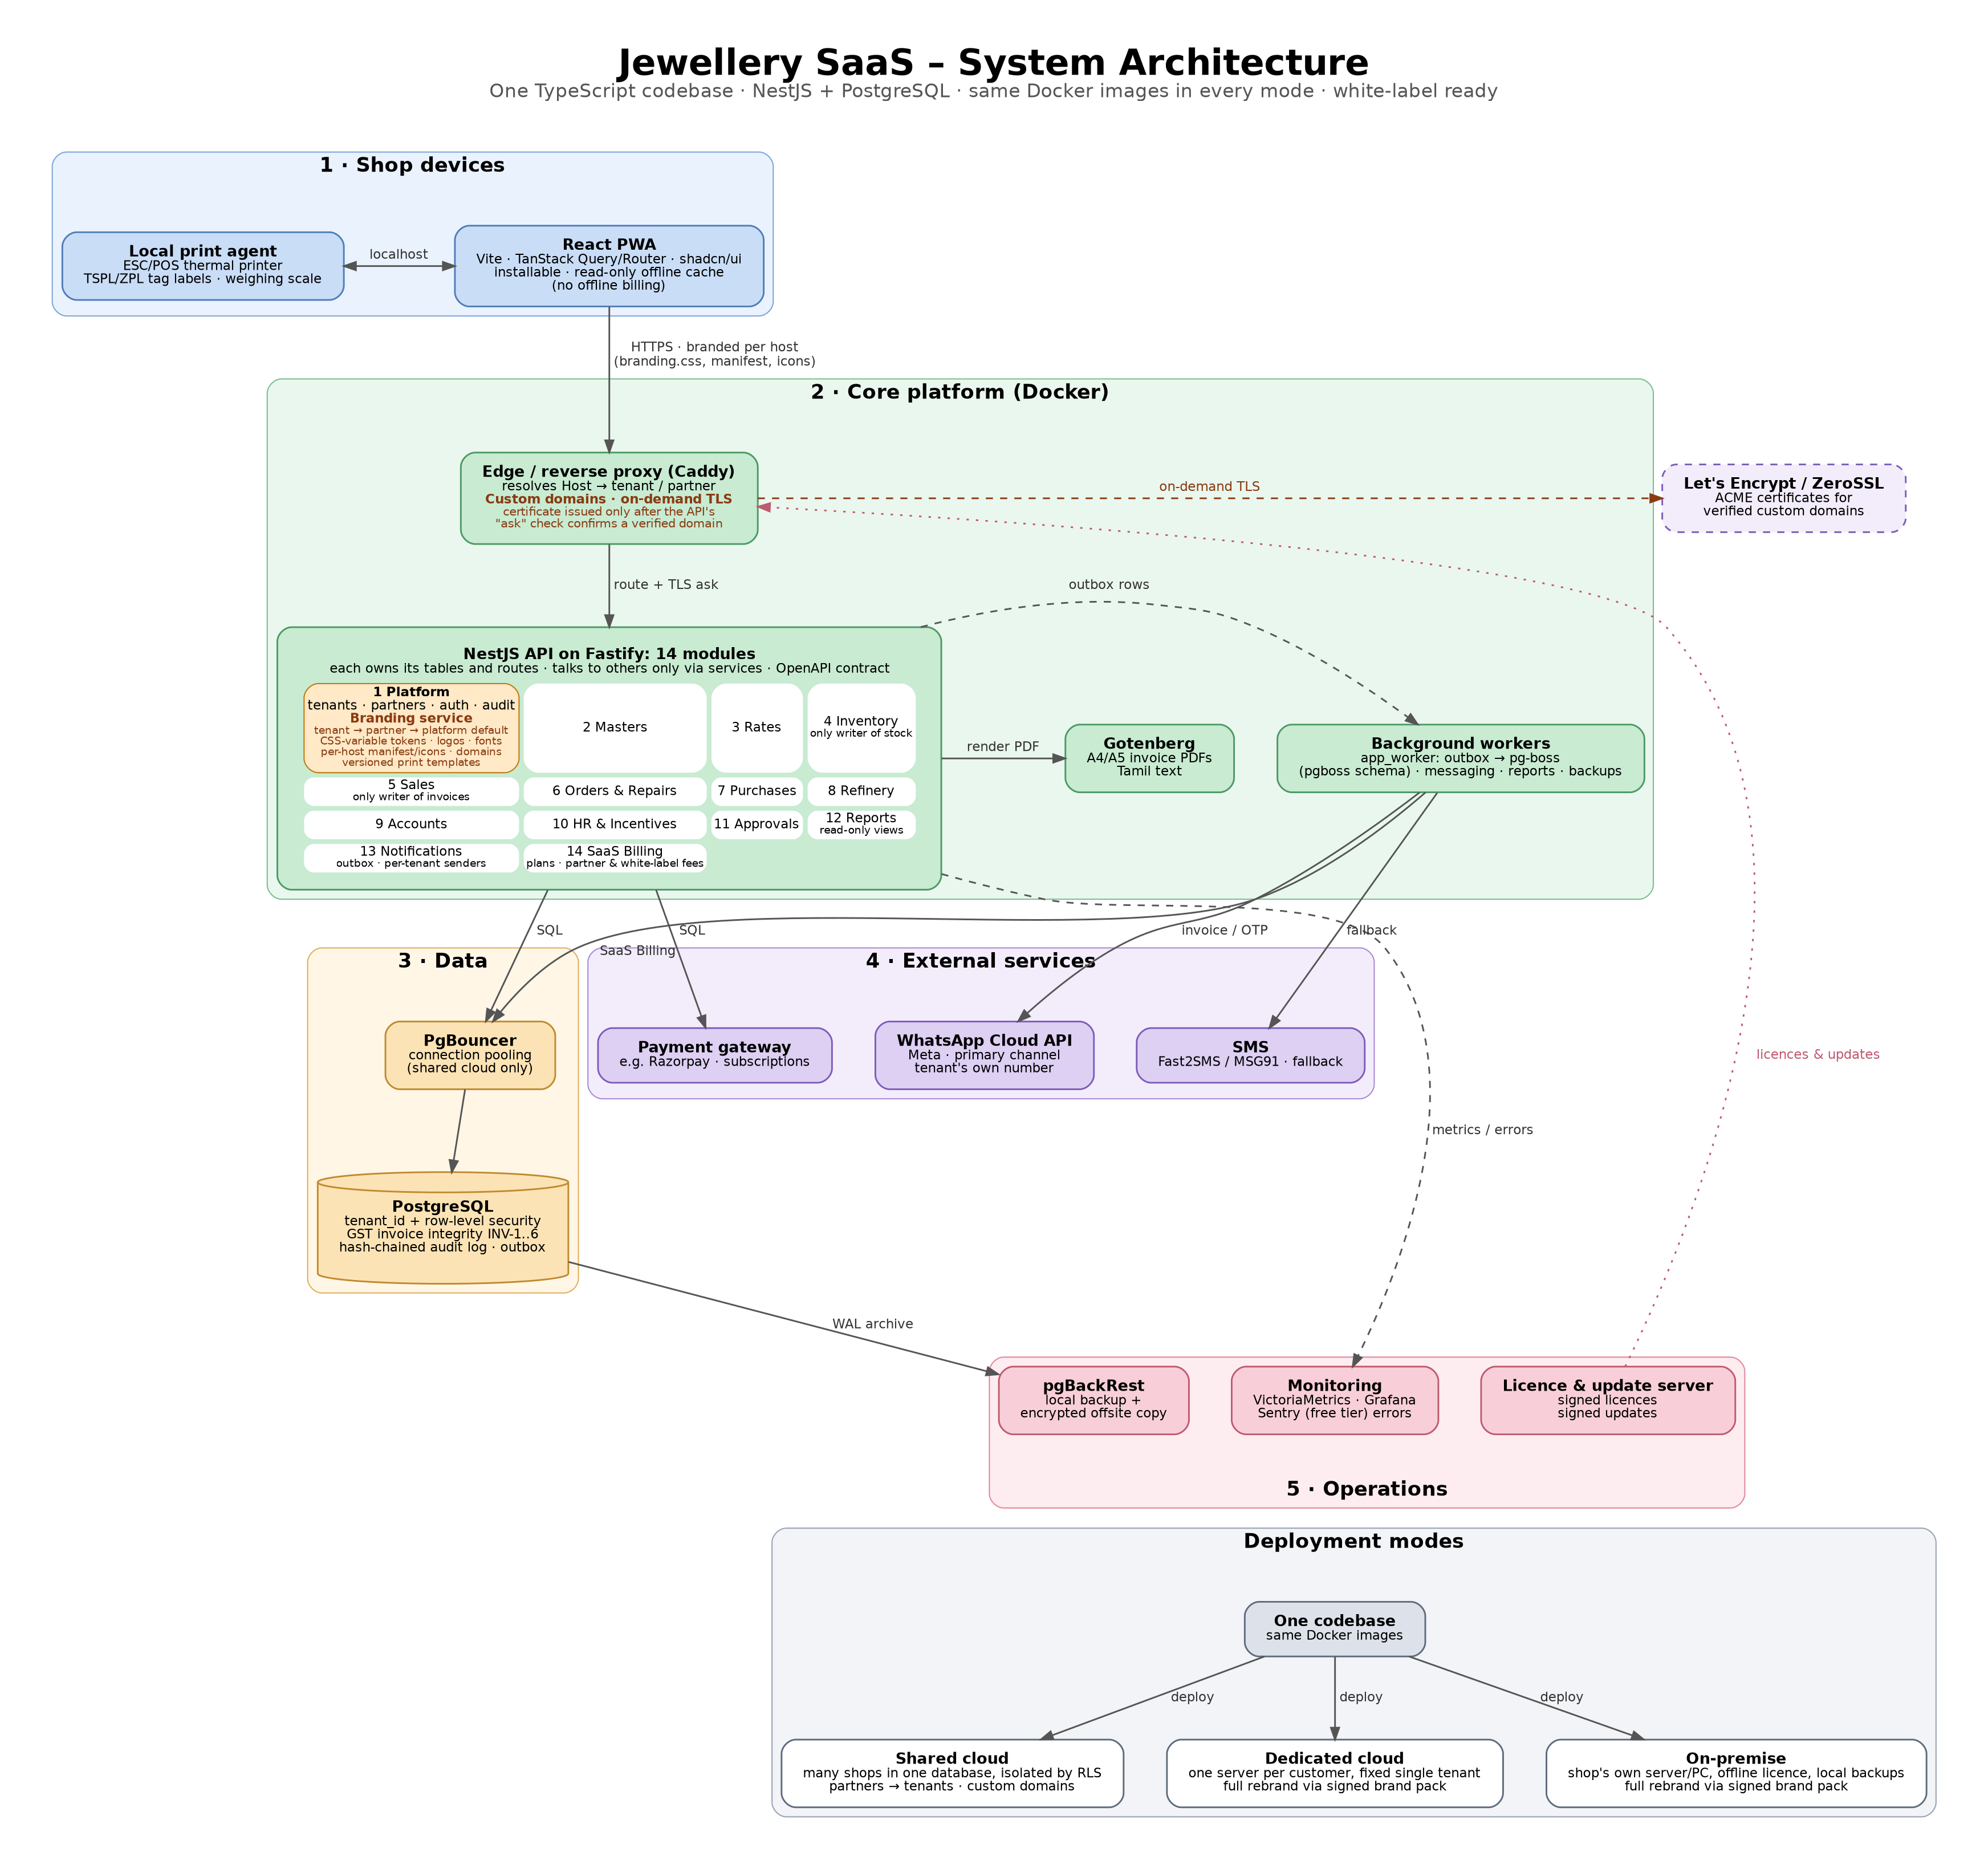 Jewellery SaaS – System Architecture
One TypeScript codebase · NestJS + PostgreSQL · same Docker images in every mode · white-label ready
1 · Shop devices
Local print agent
ESC/POS thermal printer
TSPL/ZPL tag labels · weighing scale
localhost
React PWA
Vite · TanStack Query/Router · shadcn/ui
installable · read-only offline cache
(no offline billing)
HTTPS · branded per host
(branding.css, manifest, icons)
2 · Core platform (Docker)
Edge / reverse proxy (Caddy)
resolves Host → tenant / partner
Custom domains · on-demand TLS
certificate issued only after the API's
"ask" check confirms a verified domain
on-demand TLS
Let's Encrypt / ZeroSSL
ACME certificates for
verified custom domains
route + TLS ask
outbox rows
NestJS API on Fastify: 14 modules
each owns its tables and routes · talks to others only via services · OpenAPI contract
1 Platform
tenants · partners · auth · audit
Branding service
tenant → partner → platform default
CSS-variable tokens · logos · fonts
per-host manifest/icons · domains
versioned print templates
2 Masters
3 Rates
4 Inventory
only writer of stock
5 Sales
only writer of invoices
6 Orders & Repairs
7 Purchases
8 Refinery
9 Accounts
10 HR & Incentives
11 Approvals
12 Reports
read-only views
13 Notifications
outbox · per-tenant senders
14 SaaS Billing
plans · partner & white-label fees
render PDF
Gotenberg
A4/A5 invoice PDFs
Tamil text
Background workers
app_worker: outbox → pg-boss
(pgboss schema) · messaging · reports · backups
SQL
SQL
SaaS Billing
invoice / OTP
fallback
3 · Data
PgBouncer
connection pooling
(shared cloud only)
PostgreSQL
tenant_id + row-level security
GST invoice integrity INV-1..6
hash-chained audit log · outbox
4 · External services
Payment gateway
e.g. Razorpay · subscriptions
WhatsApp Cloud API
Meta · primary channel
tenant's own number
SMS
Fast2SMS / MSG91 · fallback
licences & updates
metrics / errors
WAL archive
pgBackRest
local backup +
encrypted offsite copy
Monitoring
VictoriaMetrics · Grafana
Sentry (free tier) errors
Licence & update server
signed licences
signed updates
5 · Operations
Deployment modes
One codebase
same Docker images
deploy
deploy
deploy
Shared cloud
many shops in one database, isolated by RLS
partners → tenants · custom domains
Dedicated cloud
one server per customer, fixed single tenant
full rebrand via signed brand pack
On-premise
shop's own server/PC, offline licence, local backups
full rebrand via signed brand pack